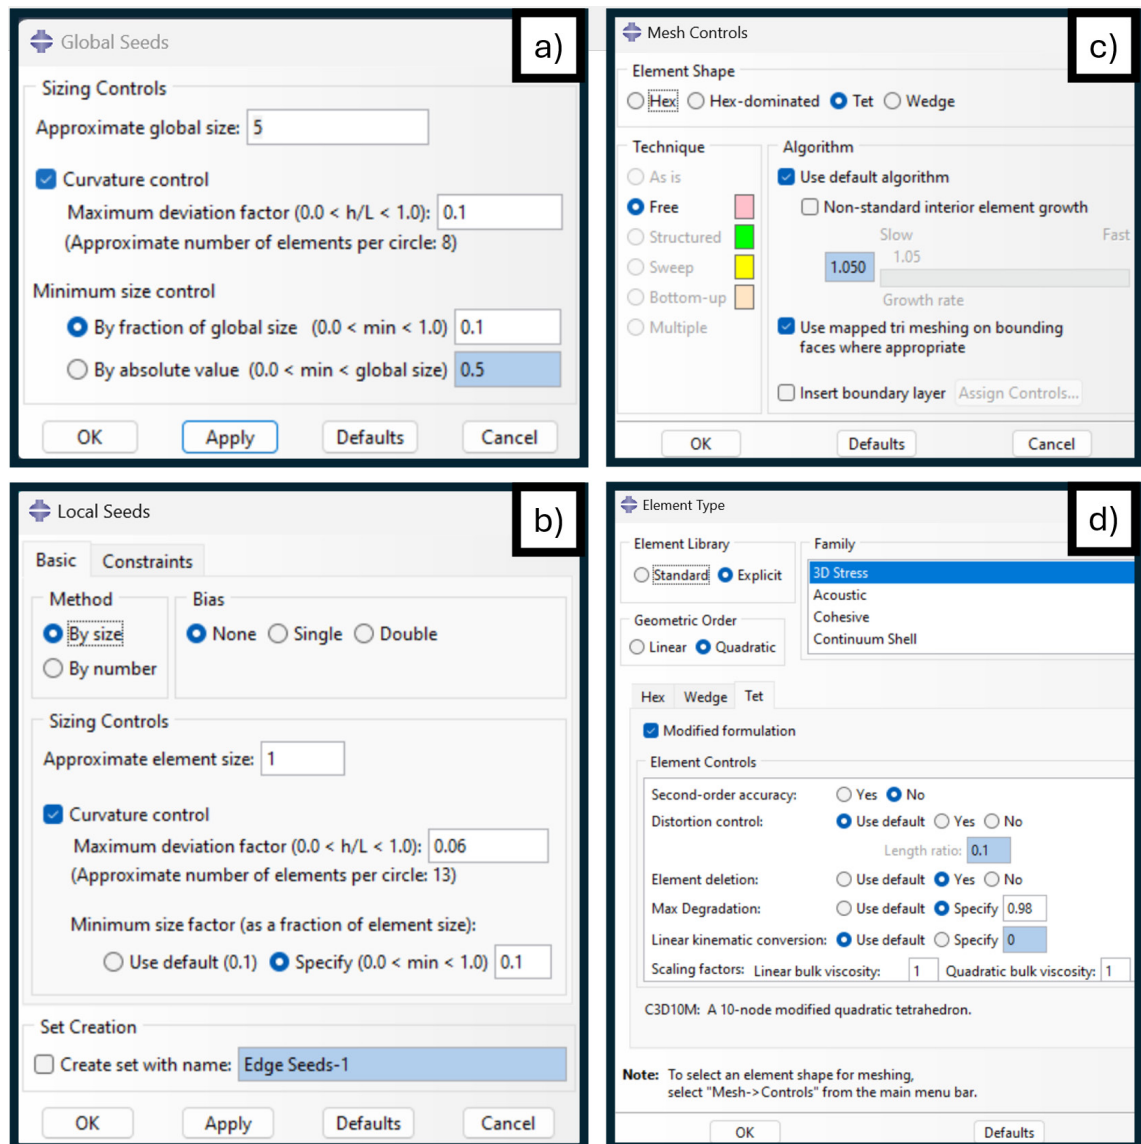 Global Seeds
a)
Sizing Controls
Approximate global size: 5
Curvature control
Maximum deviation factor (0.0 < h/L < 1.0): 0.1
(Approximate number of elements per circle: 8)
Minimum size control
By fraction of global size (0.0 < min < 1.0) 0.1
By absolute value (0.0 < min < global size) 0.5
OK Apply Defaults Cancel
Mesh Controls
c)
Element Shape
Hex Hex-dominated Tet Wedge
Technique
As is
Free
Structured
Sweep
Bottom-up
Multiple
Algorithm
Use default algorithm
Non-standard interior element growth
Slow Fast
1.050 1.05
Growth rate
Use mapped tri meshing on bounding
faces where appropriate
Insert boundary layer Assign Controls...
OK Defaults Cancel
Local Seeds
b)
Basic Constraints
Method
By size
By number
Bias
None Single Double
Sizing Controls
Approximate element size: 1
Curvature control
Maximum deviation factor (0.0 < h/L < 1.0): 0.06
(Approximate number of elements per circle: 13)
Minimum size factor (as a fraction of element size):
Use default (0.1) Specify (0.0 < min < 1.0) 0.1
Set Creation
Create set with name: Edge Seeds-1
OK Apply Defaults Cancel
Element Type
d)
Element Library
Standard Explicit
Geometric Order
Linear Quadratic
Family
3D Stress
Acoustic
Cohesive
Continuum Shell
Hex Wedge Tet
Modified formulation
Element Controls
Second-order accuracy: Yes No
Distortion control: Use default Yes No
Length ratio: 0.1
Element deletion: Use default Yes No
Max Degradation: Use default Specify 0.98
Linear kinematic conversion: Use default Specify 0
Scaling factors: Linear bulk viscosity: 1 Quadratic bulk viscosity: 1
C3D10M: A 10-node modified quadratic tetrahedron.
Note: To select an element shape for meshing,
select "Mesh->Controls" from the main menu bar.
OK Defaults